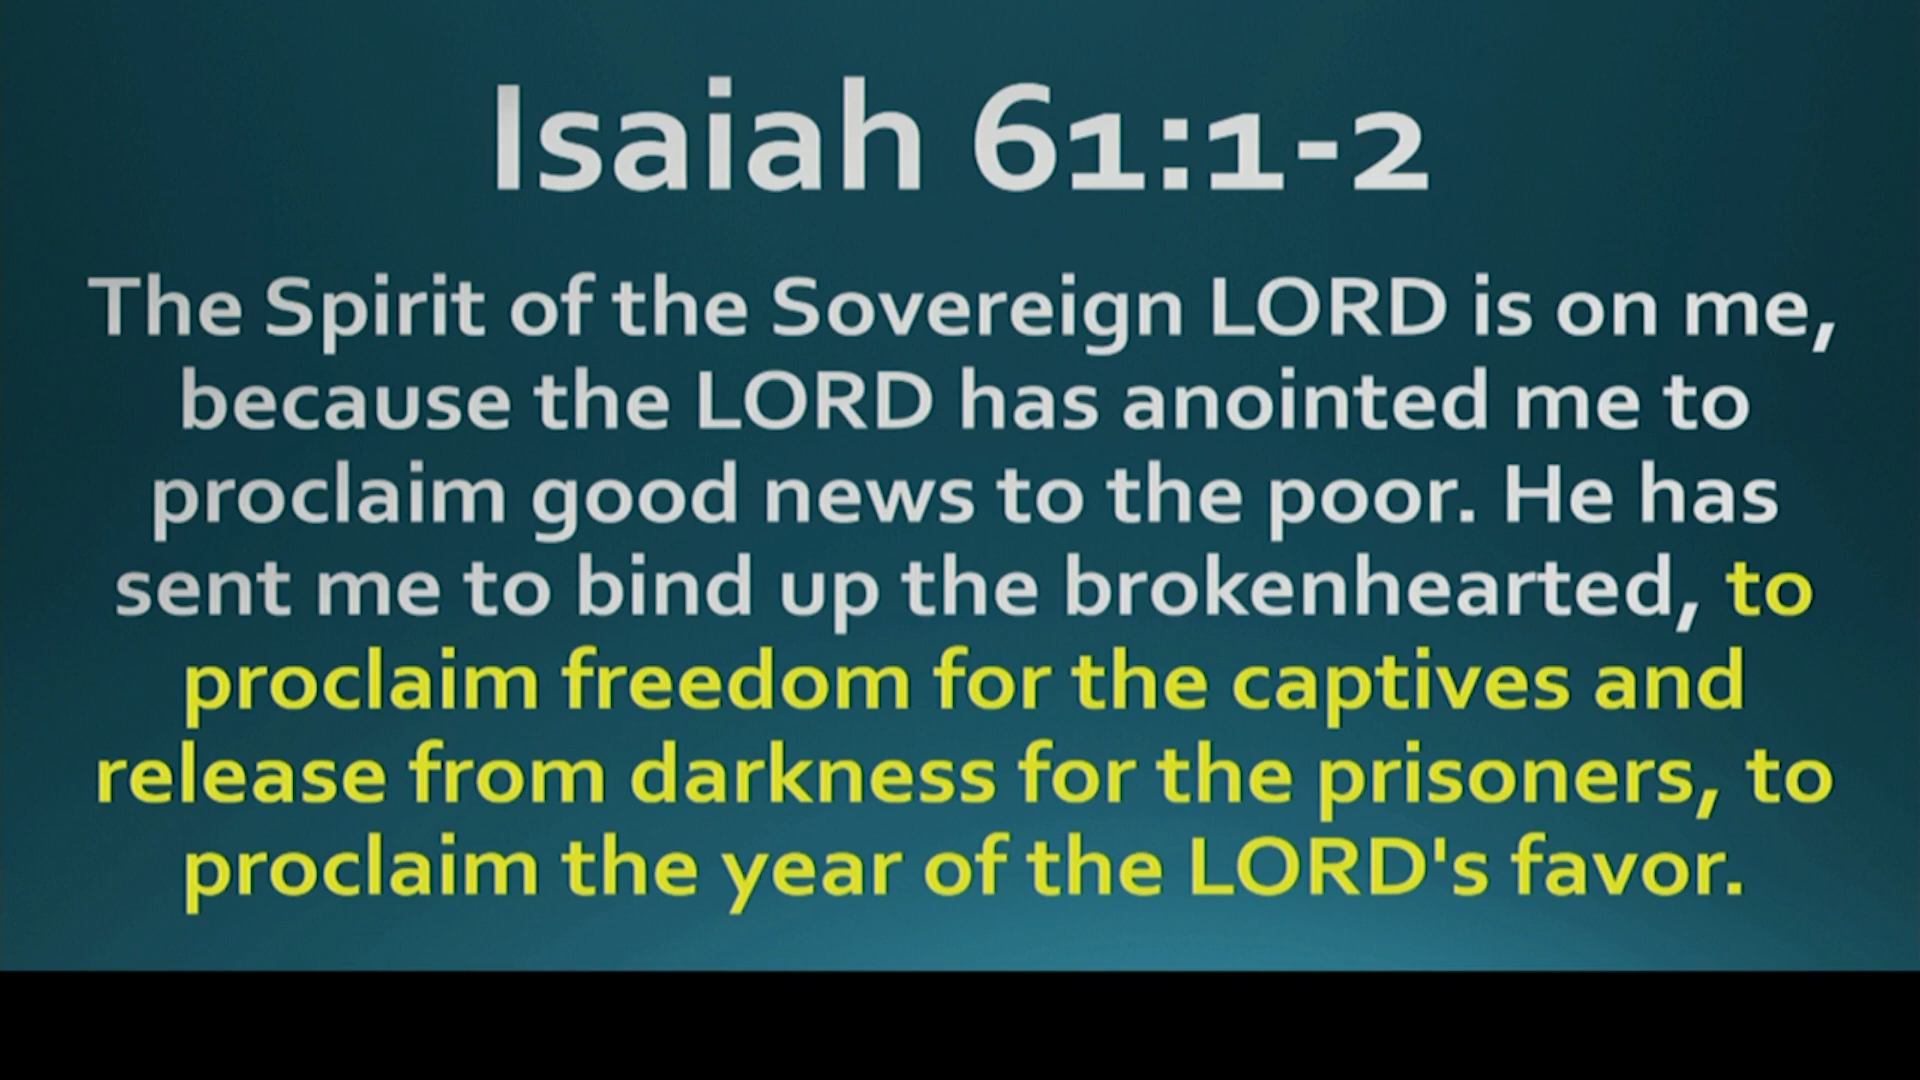 Isaiah 61:1-2
The Spirit of the Sovereign LORD is on me,
because the LORD has anointed me to
proclaim good news to the poor. He has
sent me to bind up the brokenhearted, to
proclaim freedom for the captives and
release from darkness for the prisoners, to
proclaim the year of the LORD's favor.